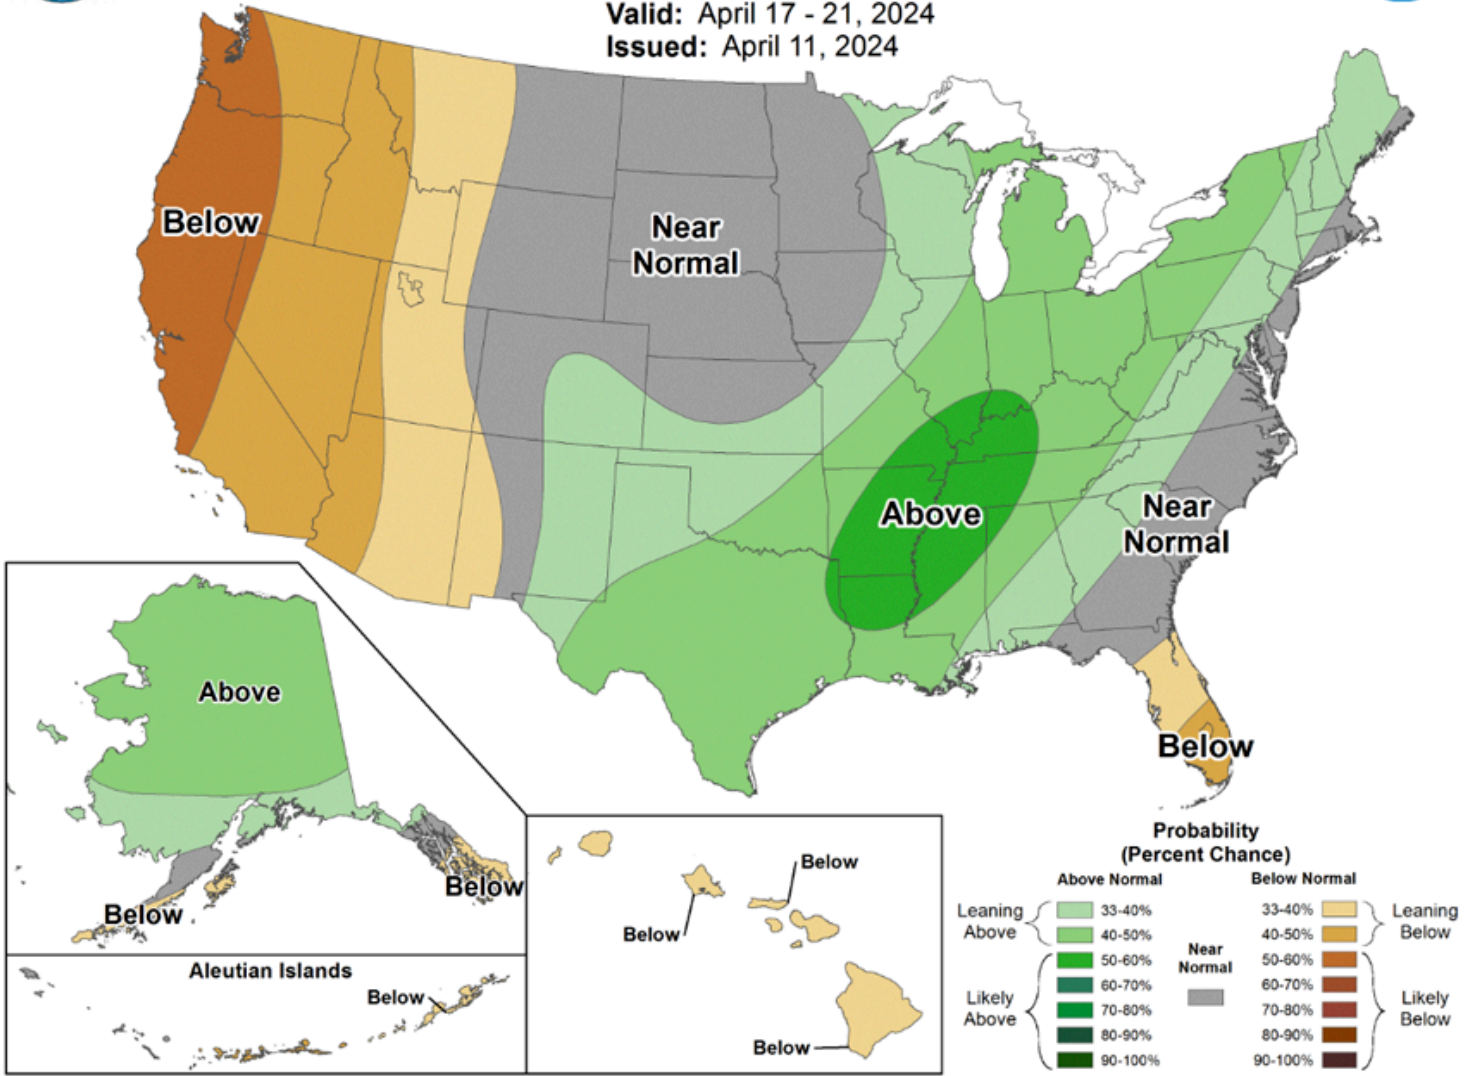 Valid: April 17 - 21, 2024
Issued: April 11, 2024
Below
Near
Normal
Above
Near
Normal
Below
Above
Below
Below
Aleutian Islands
Below
Below
Below
Below
Probability
(Percent Chance)
Above Normal
Below Normal
Leaning
Above
33-40%
40-50%
Likely
Above
50-60%
60-70%
70-80%
80-90%
90-100%
Near
Normal
33-40%
40-50%
Leaning
Below
50-60%
60-70%
70-80%
80-90%
90-100%
Likely
Below